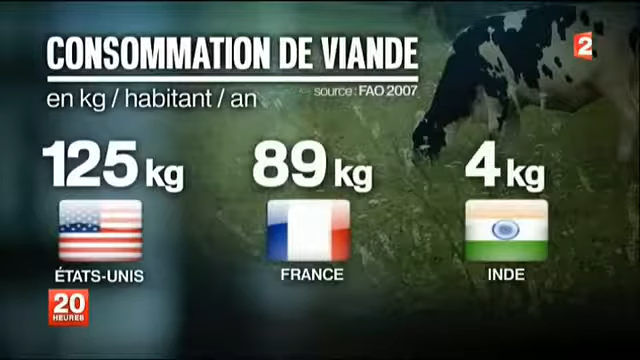 CONSOMMATION DE VIANDE
en kg / habitant / an
source : FAO 2007
2
125 kg
89 kg
4 kg
ÉTATS-UNIS
FRANCE
INDE
20
HEURES